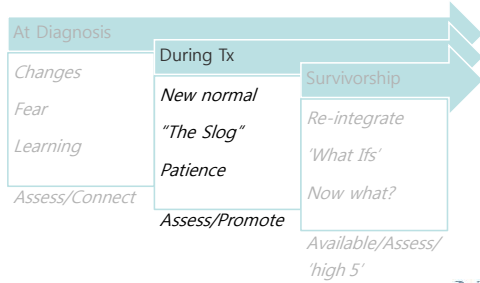 At Diagnosis
Changes
Fear
Learning
Assess/Connect
During Tx
New normal
"The Slog"
Patience
Assess/Promote
Survivorship
Re-integrate
'What Ifs'
Now what?
Available/Assess/
'high 5'